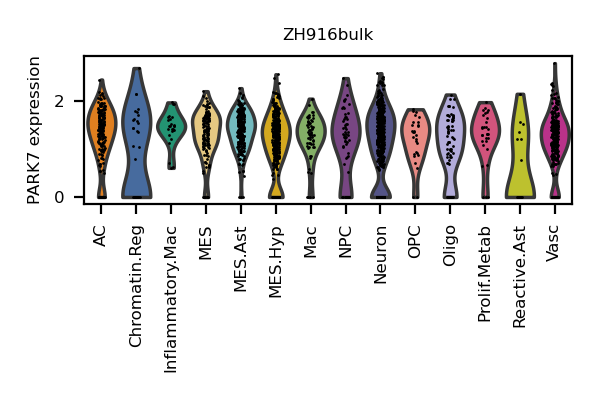 ZH916bulk
PARK7 expression
2
0
AC
Chromatin.Reg
Inflammatory.Mac
MES
MES.Ast
MES.Hyp
Mac
NPC
Neuron
OPC
Oligo
Prolif.Metab
Reactive.Ast
Vasc